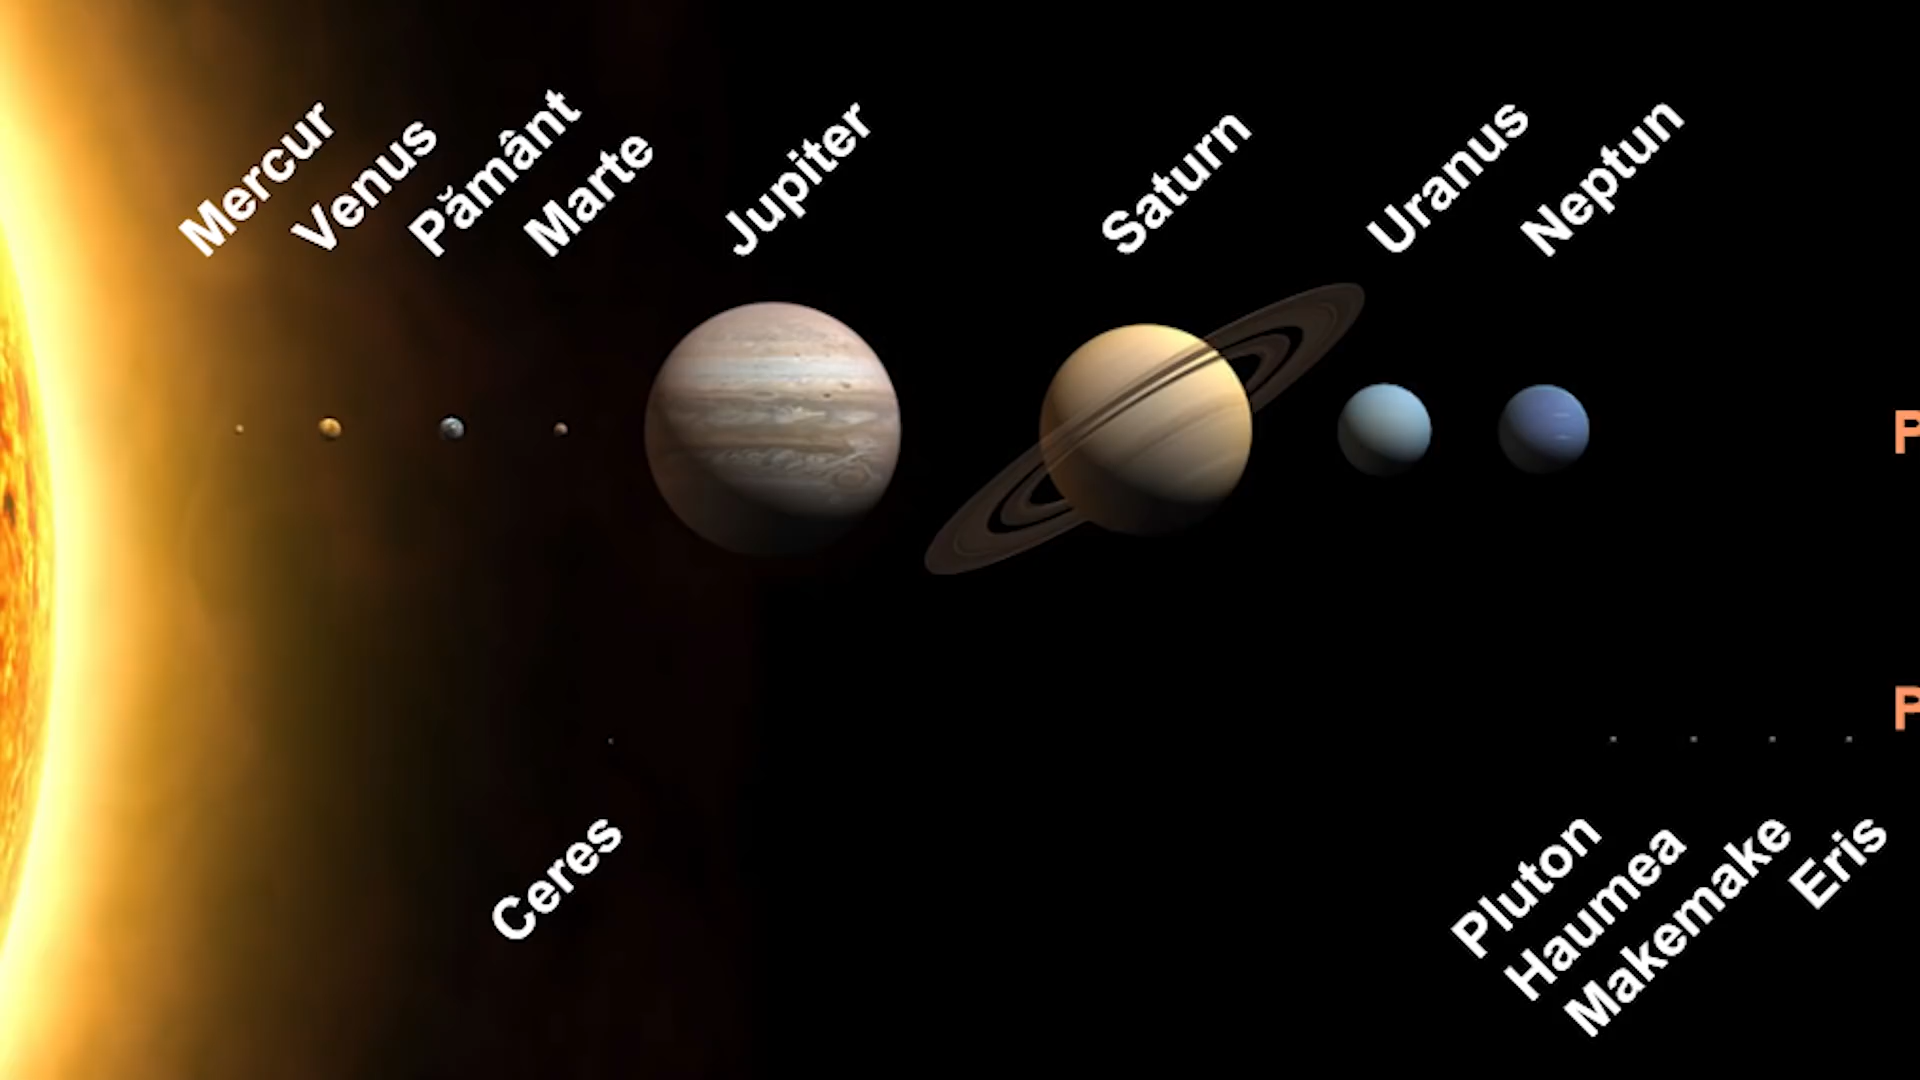 Mercur
Venus
Pământ
Marte
Jupiter
Saturn
Uranus
Neptun
P
P
Ceres
Pluton
Haumea
Makemake
Eris